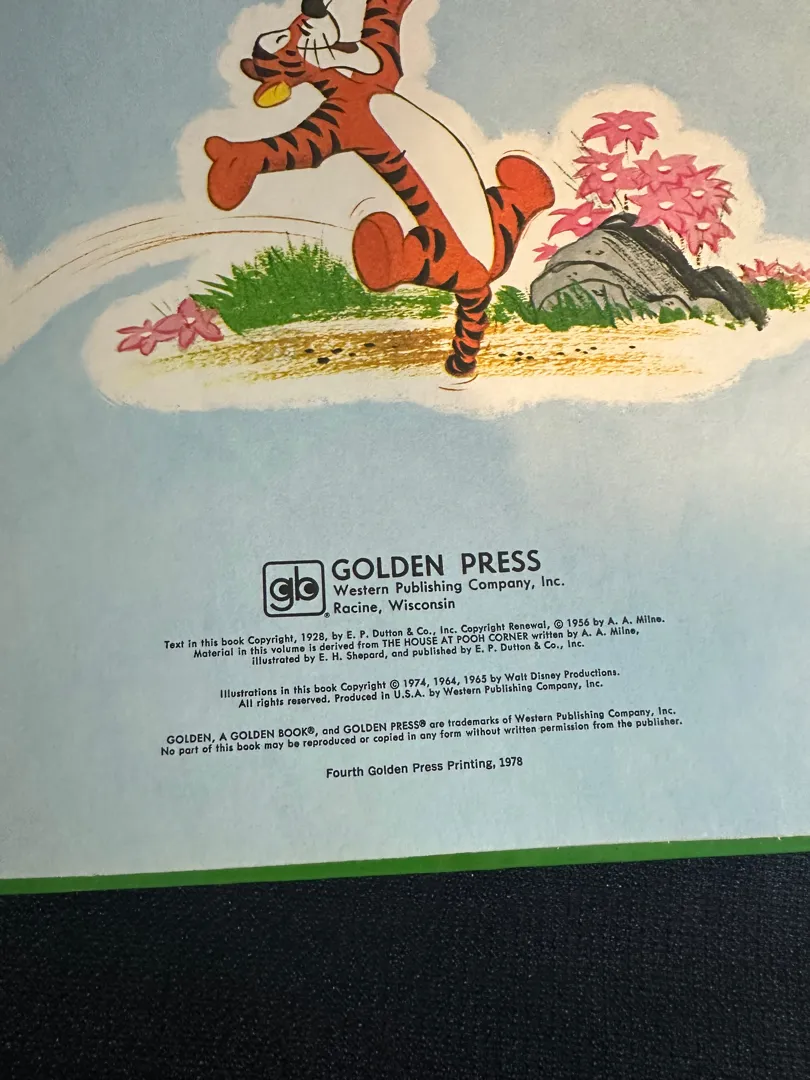 gb
GOLDEN PRESS
Western Publishing Company, Inc.
® Racine, Wisconsin
Text in this book Copyright, 1928, by E. P. Dutton & Co., Inc. Copyright Renewal, © 1956 by A. A. Milne.
Material in this volume is derived from THE HOUSE AT POOH CORNER written by A. A. Milne,
illustrated by E. H. Shepard, and published by E. P. Dutton & Co., Inc.
Illustrations in this book Copyright © 1974, 1964, 1965 by Walt Disney Productions.
All rights reserved. Produced in U.S.A. by Western Publishing Company, Inc.
GOLDEN, A GOLDEN BOOK®, and GOLDEN PRESS® are trademarks of Western Publishing Company, Inc.
No part of this book may be reproduced or copied in any form without written permission from the publisher.
Fourth Golden Press Printing, 1978